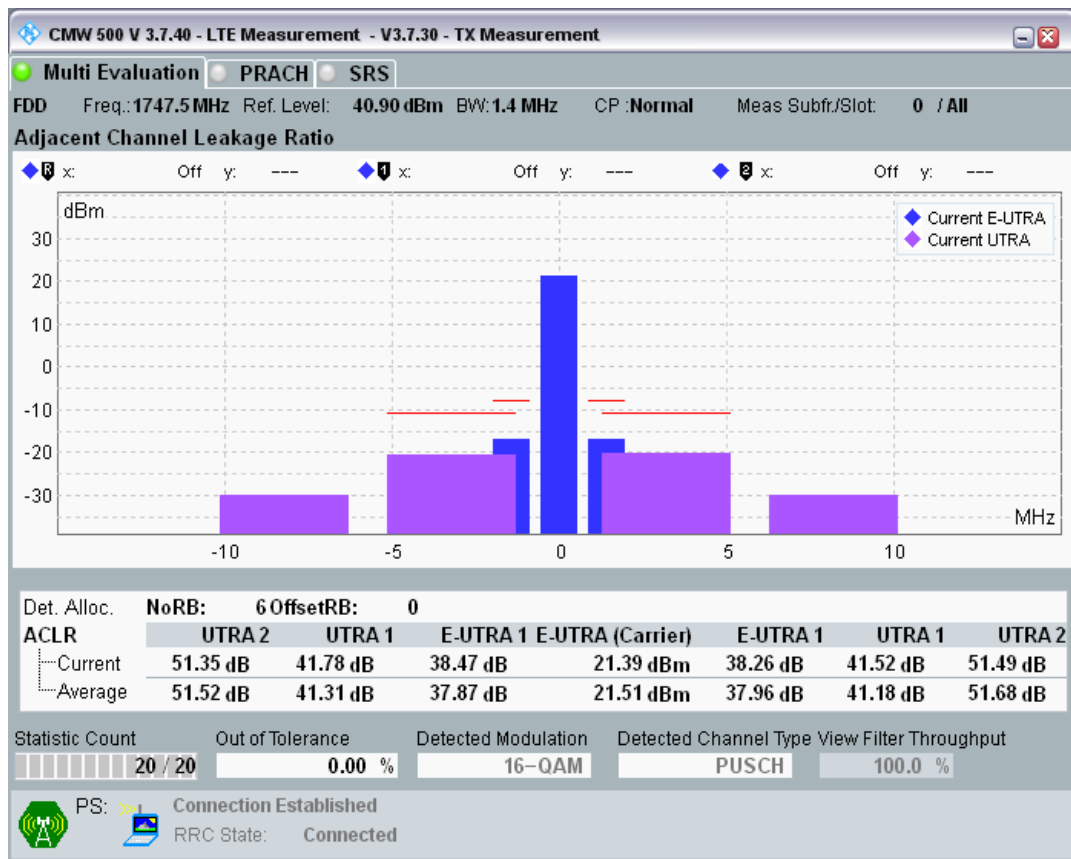 CMW 500 V 3.7.40 - LTE Measurement - V3.7.30 - TX Measurement
Multi Evaluation PRACH SRS
FDD Freq.: 1747.5 MHz Ref. Level: 40.90 dBm BW: 1.4 MHz CP :Normal Meas Subfr./Slot: 0 / All
Adjacent Channel Leakage Ratio
R x: Off y: --- 1 x: Off y: --- 2 x: Off y: ---
dBm
Current E-UTRA
Current UTRA
30
20
10
0
-10
-20
-30
MHz
-10 -5 0 5 10
Det. Alloc. NoRB: 6 OffsetRB: 0
ACLR UTRA 2 UTRA 1 E-UTRA 1 E-UTRA (Carrier) E-UTRA 1 UTRA 1 UTRA 2
Current 51.35 dB 41.78 dB 38.47 dB 21.39 dBm 38.26 dB 41.52 dB 51.49 dB
Average 51.52 dB 41.31 dB 37.87 dB 21.51 dBm 37.96 dB 41.18 dB 51.68 dB
Statistic Count Out of Tolerance Detected Modulation Detected Channel Type View Filter Throughput
20 / 20 0.00 % 16-QAM PUSCH 100.0 %
PS: Connection Established
RRC State: Connected